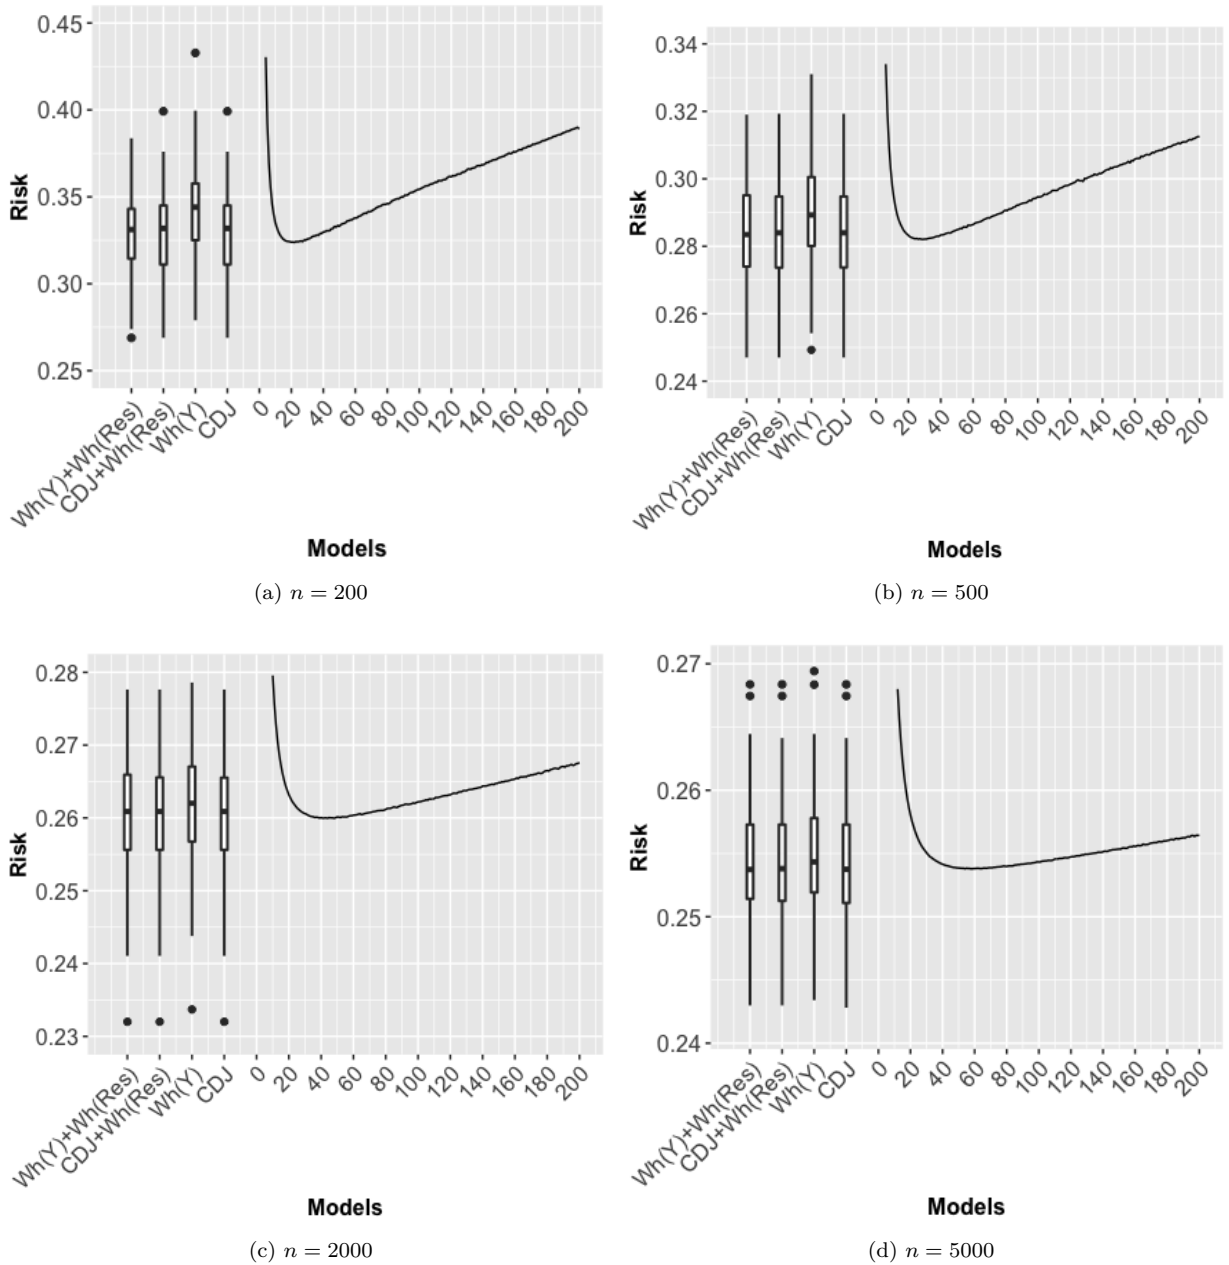 0.45
0.40
0.35
0.30
0.25
Risk
Wh(Y)+Wh(Res)
CDJ+Wh(Res)
Wh(Y)
CDJ
0
20
40
60
80
100
120
140
160
180
200
Models
(a) n = 200
0.34
0.32
0.30
0.28
0.26
0.24
Risk
Wh(Y)+Wh(Res)
CDJ+Wh(Res)
Wh(Y)
CDJ
0
20
40
60
80
100
120
140
160
180
200
Models
(b) n = 500
0.28
0.27
0.26
0.25
0.24
0.23
Risk
Wh(Y)+Wh(Res)
CDJ+Wh(Res)
Wh(Y)
CDJ
0
20
40
60
80
100
120
140
160
180
200
Models
(c) n = 2000
0.27
0.26
0.25
0.24
Risk
Wh(Y)+Wh(Res)
CDJ+Wh(Res)
Wh(Y)
CDJ
0
20
40
60
80
100
120
140
160
180
200
Models
(d) n = 5000